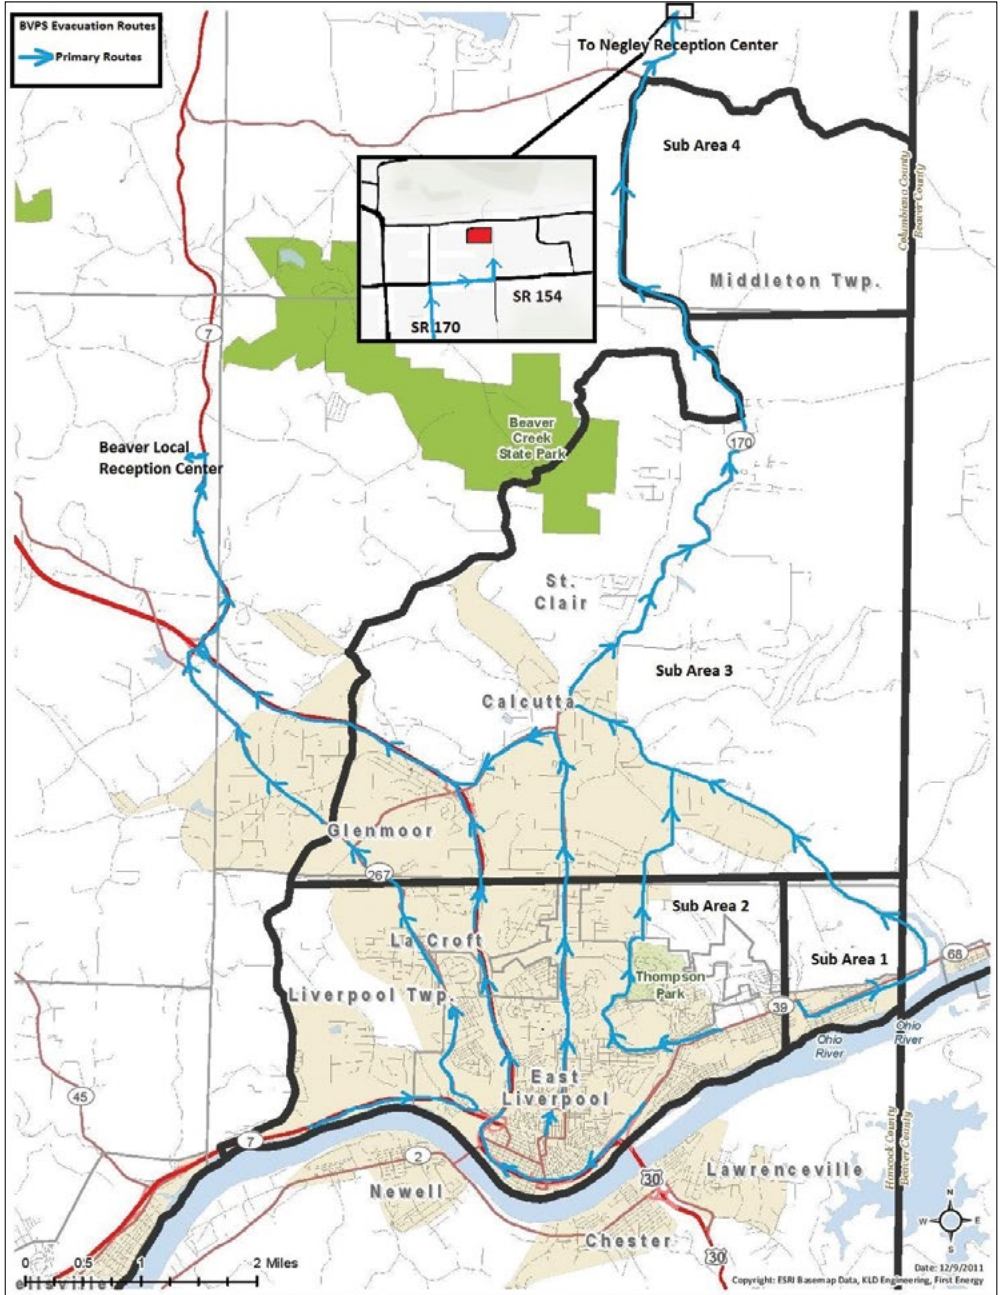 BVPS Evacuation Routes
Primary Routes
To Negley Reception Center
Sub Area 4
Columbiana County
Beaver County
Middleton Twp.
SR 154
SR 170
7
Beaver Local
Reception Center
Beaver
Creek
State Park
170
St.
Clair
Sub Area 3
Calcutta
Glenmoor
267
Sub Area 2
La Croft
Sub Area 1
68
Liverpool Twp.
Thompson
Park
39
Ohio
River
Ohio
River
East
Liverpool
45
7
2
30
Newell
Lawrenceville
Hancock County
Beaver County
Chester
30
N
W E
S
0 0.5 1 2 Miles
Date: 12/9/2011
Copyright: ESRI Basemap Data, KLD Engineering, First Energy